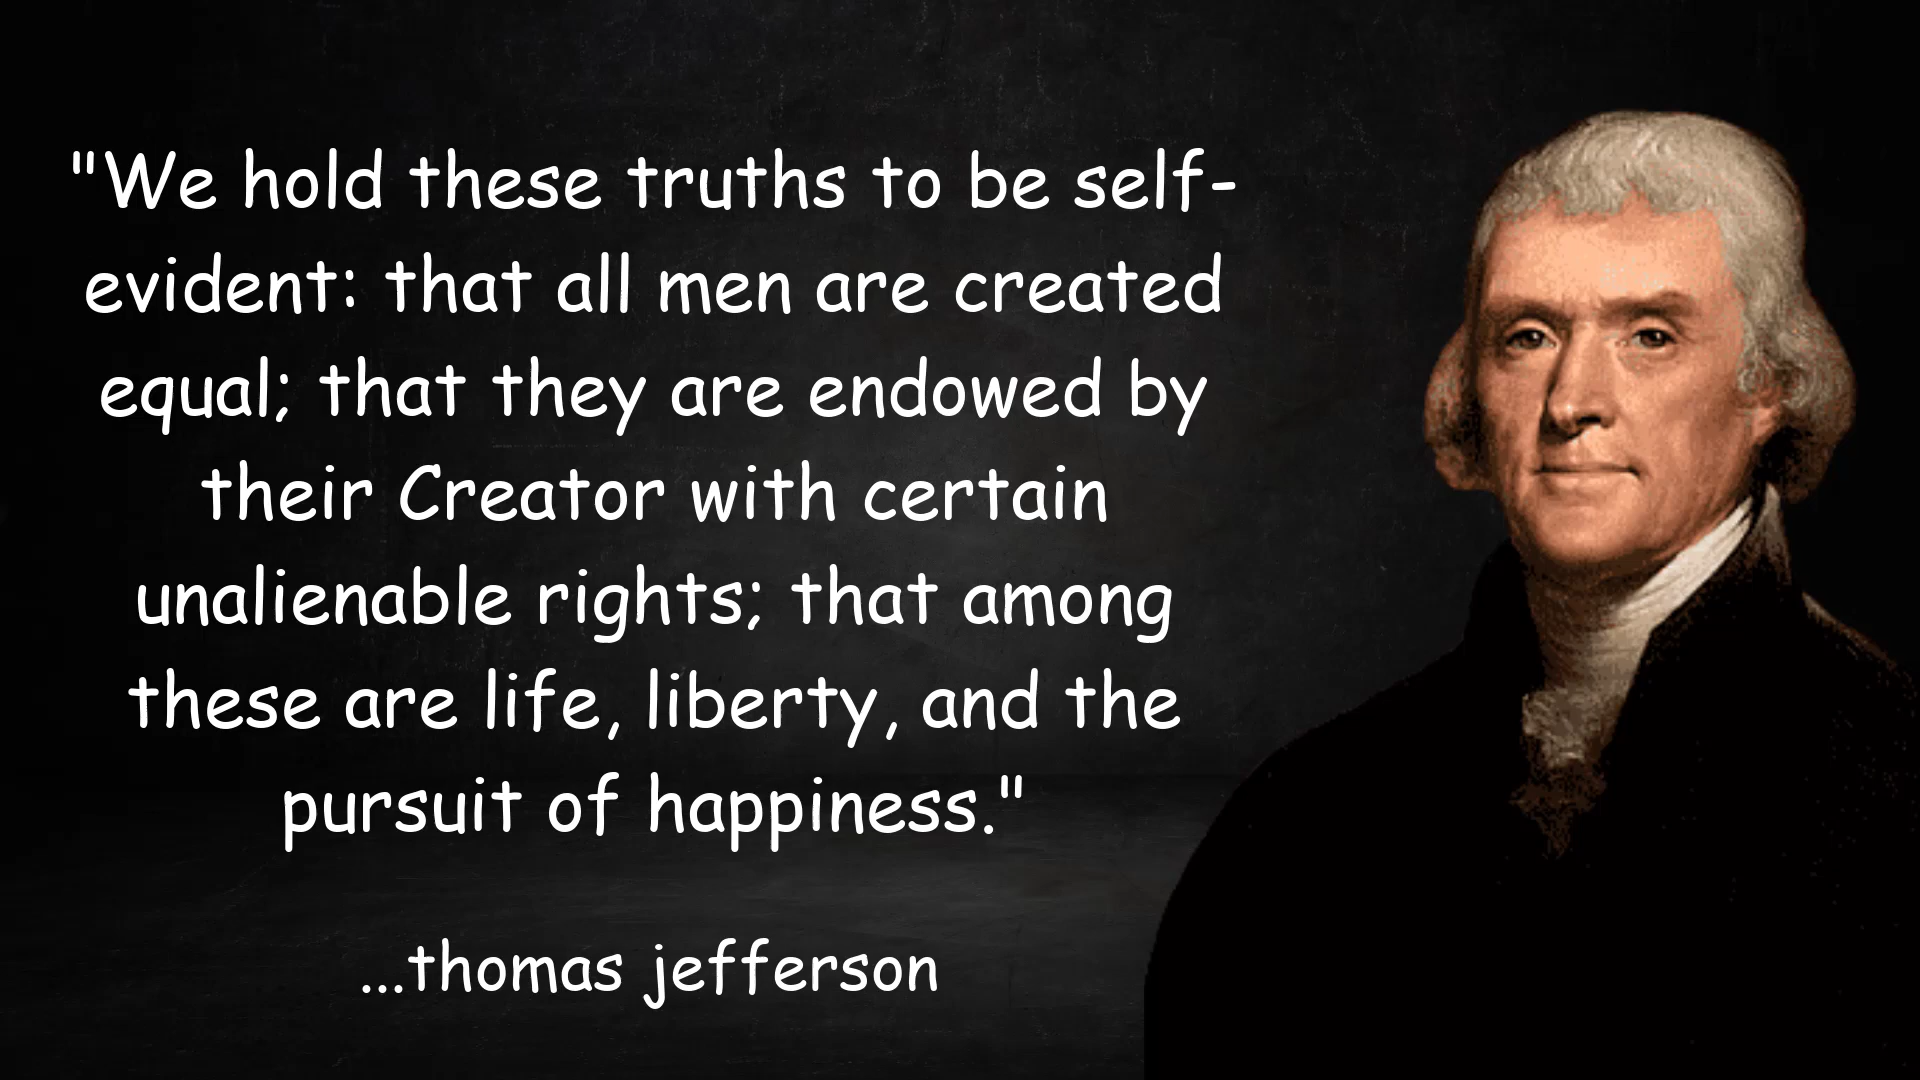 "We hold these truths to be self-
evident: that all men are created
equal; that they are endowed by
their Creator with certain
unalienable rights; that among
these are life, liberty, and the
pursuit of happiness."
...thomas jefferson